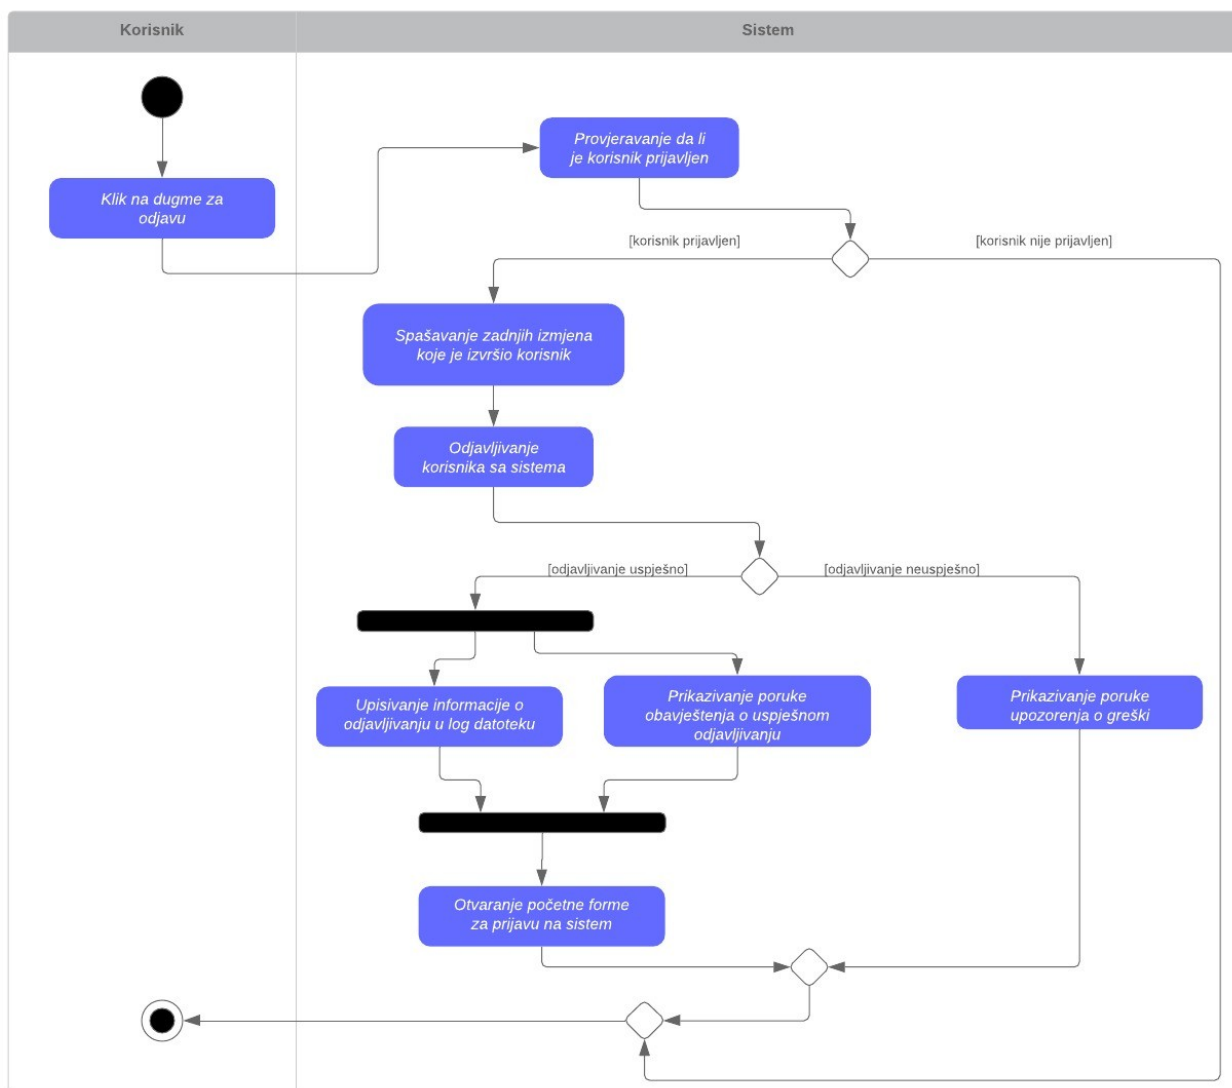 Korisnik
Sistem
Klik na dugme za
odjavu
Provjeravanje da li
je korisnik prijavljen
[korisnik prijavljen]
[korisnik nije prijavljen]
Spašavanje zadnjih izmjena
koje je izvršio korisnik
Odjavljivanje
korisnika sa sistema
[odjavljivanje uspješno]
[odjavljivanje neuspješno]
Upisivanje informacije o
odjavljivanju u log datoteku
Prikazivanje poruke
obavještenja o uspješnom
odjavljivanju
Prikazivanje poruke
upozorenja o greški
Otvaranje početne forme
za prijavu na sistem